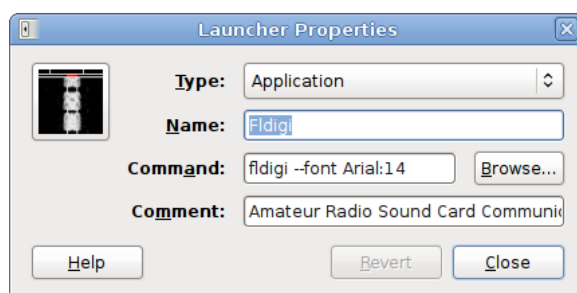 Launcher Properties
Type: Application
Name: Fldigi
Command: fldigi --font Arial:14 Browse...
Comment: Amateur Radio Sound Card Communic
Help Revert Close